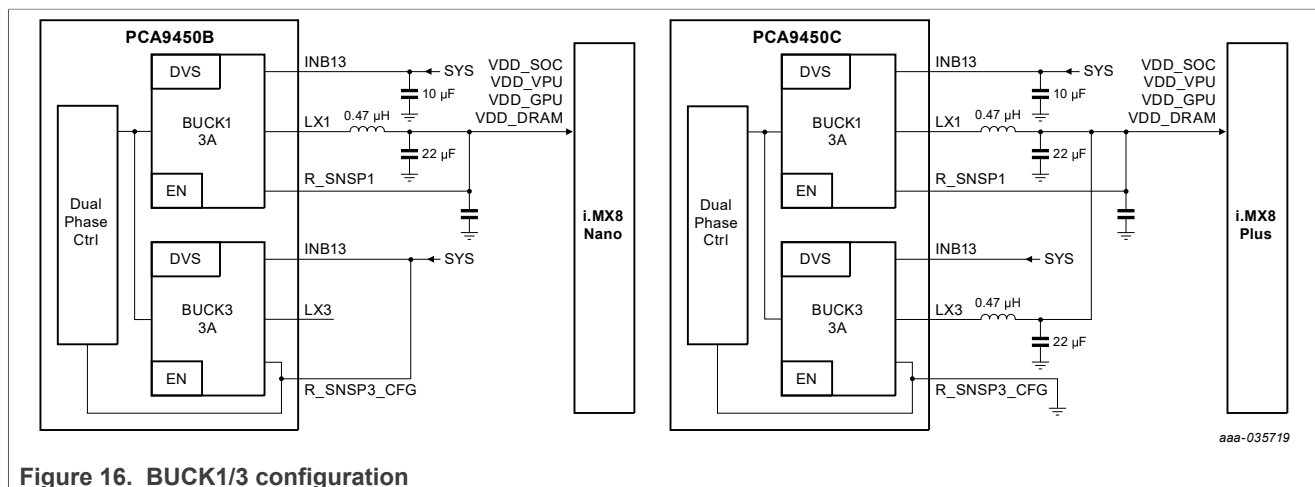 PCA9450B
DVS
BUCK1
3A
EN
Dual
Phase
Ctrl
DVS
BUCK3
3A
EN
INB13
SYS
10 µF
LX1
0.47 µH
22 µF
R_SNSP1
VDD_SOC
VDD_VPU
VDD_GPU
VDD_DRAM
INB13
SYS
LX3
R_SNSP3_CFG
i.MX8
Nano
PCA9450C
DVS
BUCK1
3A
EN
Dual
Phase
Ctrl
DVS
BUCK3
3A
EN
INB13
SYS
10 µF
LX1
0.47 µH
22 µF
R_SNSP1
VDD_SOC
VDD_VPU
VDD_GPU
VDD_DRAM
INB13
SYS
LX3
0.47 µH
22 µF
R_SNSP3_CFG
i.MX8
Plus
aaa-035719
Figure 16. BUCK1/3 configuration